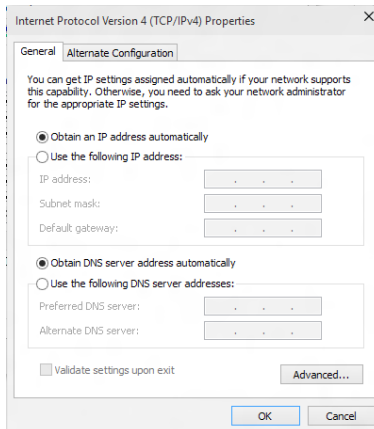 Internet Protocol Version 4 (TCP/IPv4) Properties
General
Alternate Configuration
You can get IP settings assigned automatically if your network supports
this capability. Otherwise, you need to ask your network administrator
for the appropriate IP settings.
Obtain an IP address automatically
Use the following IP address:
IP address:
Subnet mask:
Default gateway:
Obtain DNS server address automatically
Use the following DNS server addresses:
Preferred DNS server:
Alternate DNS server:
Validate settings upon exit
Advanced...
OK
Cancel